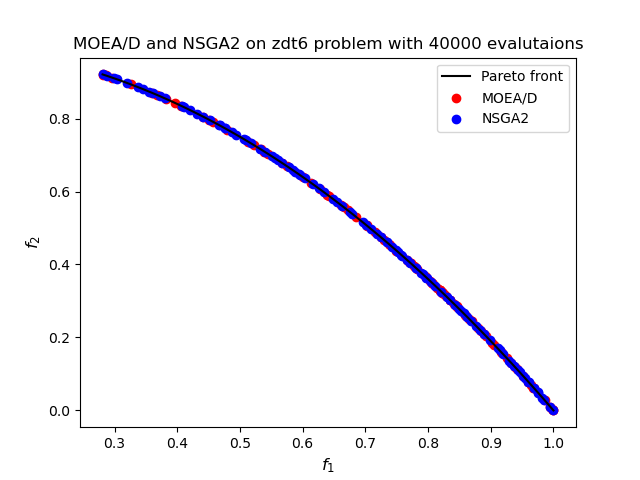 MOEA/D and NSGA2 on zdt6 problem with 40000 evalutaions
Pareto front
MOEA/D
NSGA2
0.8
0.6
0.4
0.2
0.0
f₂
0.3 0.4 0.5 0.6 0.7 0.8 0.9 1.0
f₁